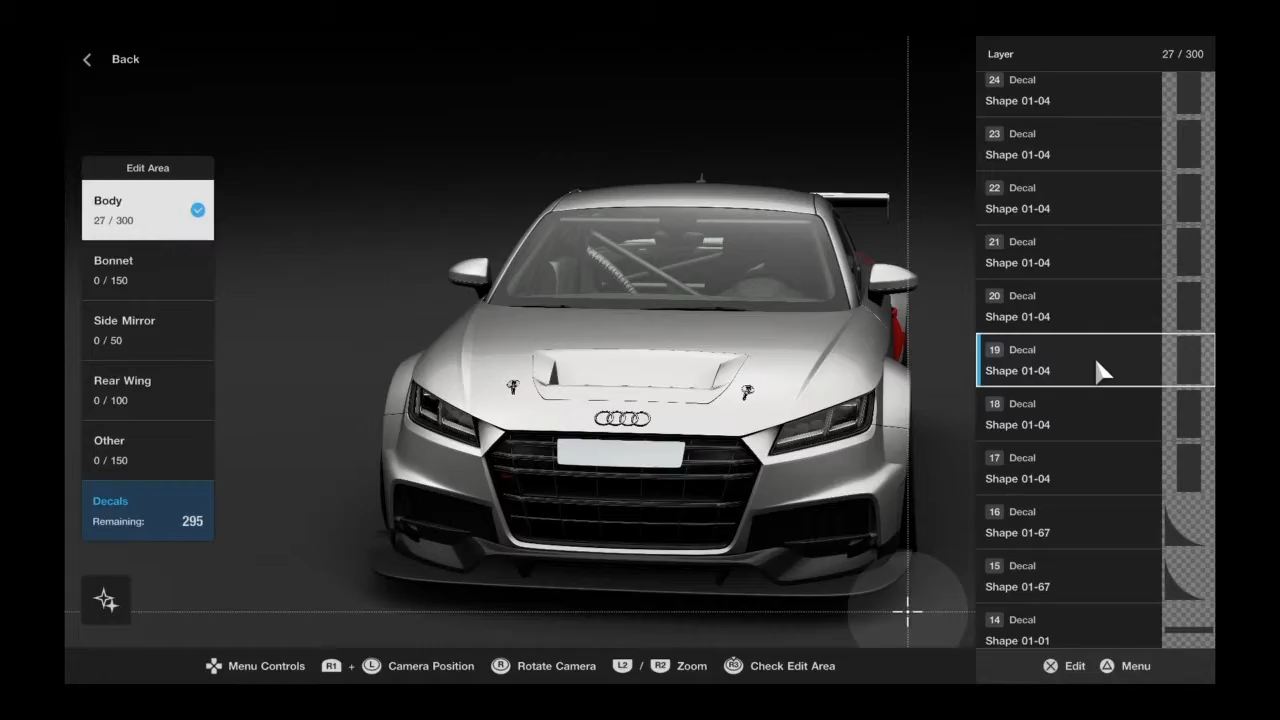 Back
Edit Area
Body
27 / 300
Bonnet
0 / 150
Side Mirror
0 / 50
Rear Wing
0 / 100
Other
0 / 150
Decals
Remaining: 295
Layer 27 / 300
24 Decal
Shape 01-04
23 Decal
Shape 01-04
22 Decal
Shape 01-04
21 Decal
Shape 01-04
20 Decal
Shape 01-04
19 Decal
Shape 01-04
18 Decal
Shape 01-04
17 Decal
Shape 01-04
16 Decal
Shape 01-67
15 Decal
Shape 01-67
14 Decal
Shape 01-01
Menu Controls R1 + L Camera Position R Rotate Camera L2 / R2 Zoom R3 Check Edit Area
Edit Menu